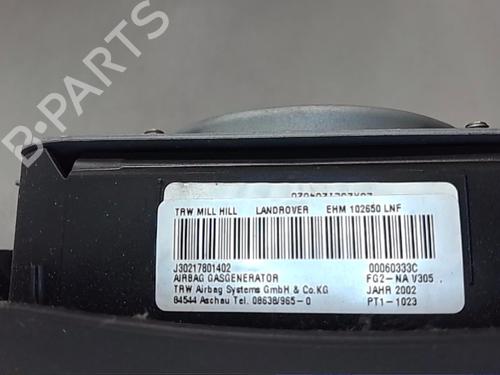 B-PARTS
TRW MILL HILL LANDROVER EHM 102650 LNF
J30217801402 00060333C
AIRBAG GASGENERATOR FG2-NA V305..
TRW Airbag Systems GmbH & Co.KG JAHR 2002
84544 Aschau Tel. 08638/965-0 PT1-1023